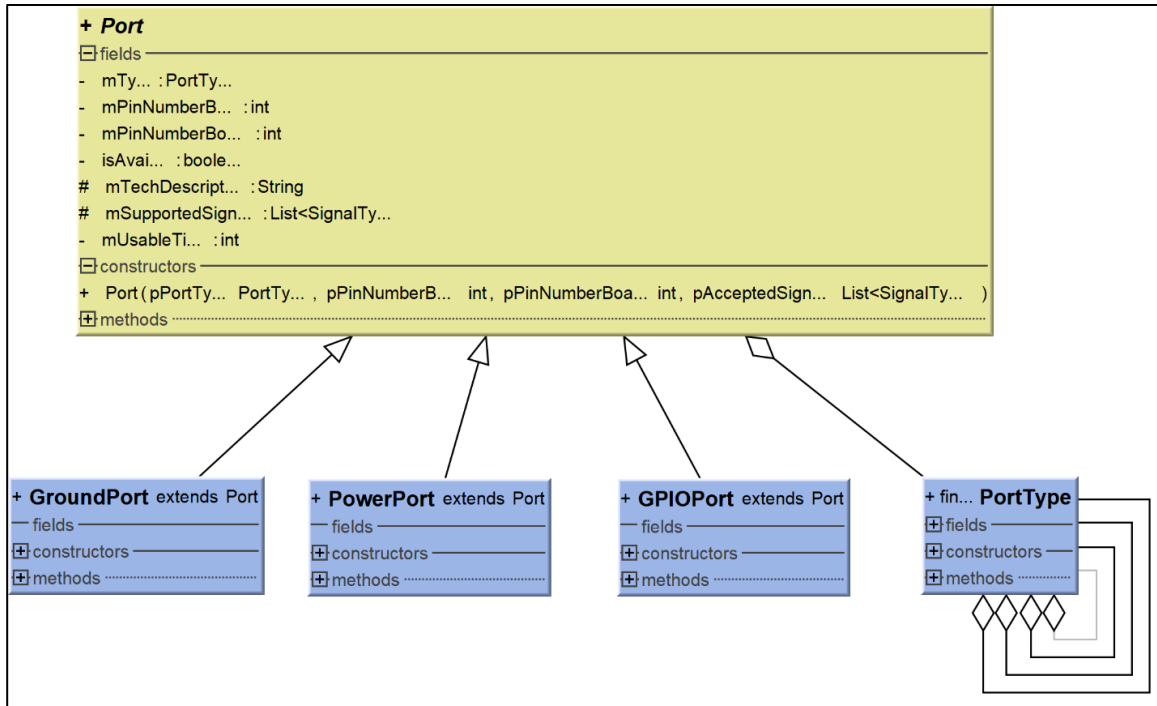 + Port
fields
- mTy... :PortTy...
- mPinNumberB... :int
- mPinNumberBo... :int
- isAvai... :boole...
# mTechDescript... :String
# mSupportedSign... :List<SignalTy...
- mUsableTi... :int
constructors
+ Port(pPortTy... PortTy... , pPinNumberB... int, pPinNumberBoa... int, pAcceptedSign... List<SignalTy... )
+ methods
+ GroundPort extends Port
fields
+ constructors
+ methods
+ PowerPort extends Port
fields
+ constructors
+ methods
+ GPIOPort extends Port
fields
+ constructors
+ methods
+ fin... PortType
+ fields
+ constructors
+ methods